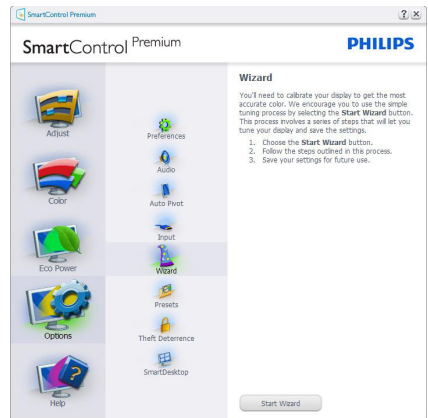 SmartControl Premium
SmartControl Premium
PHILIPS
Adjust
Color
Eco Power
Options
Help
Preferences
Audio
Auto Pivot
Input
Wizard
Presets
Theft Deterrence
SmartDesktop
Wizard
You'll need to calibrate your display to get the most
accurate color. We encourage you to use the simple
tuning process by selecting the Start Wizard button.
This process involves a series of steps that will let you
tune your display and save the settings.
1. Choose the Start Wizard button.
2. Follow the steps outlined in this process.
3. Save your settings for future use.
Start Wizard